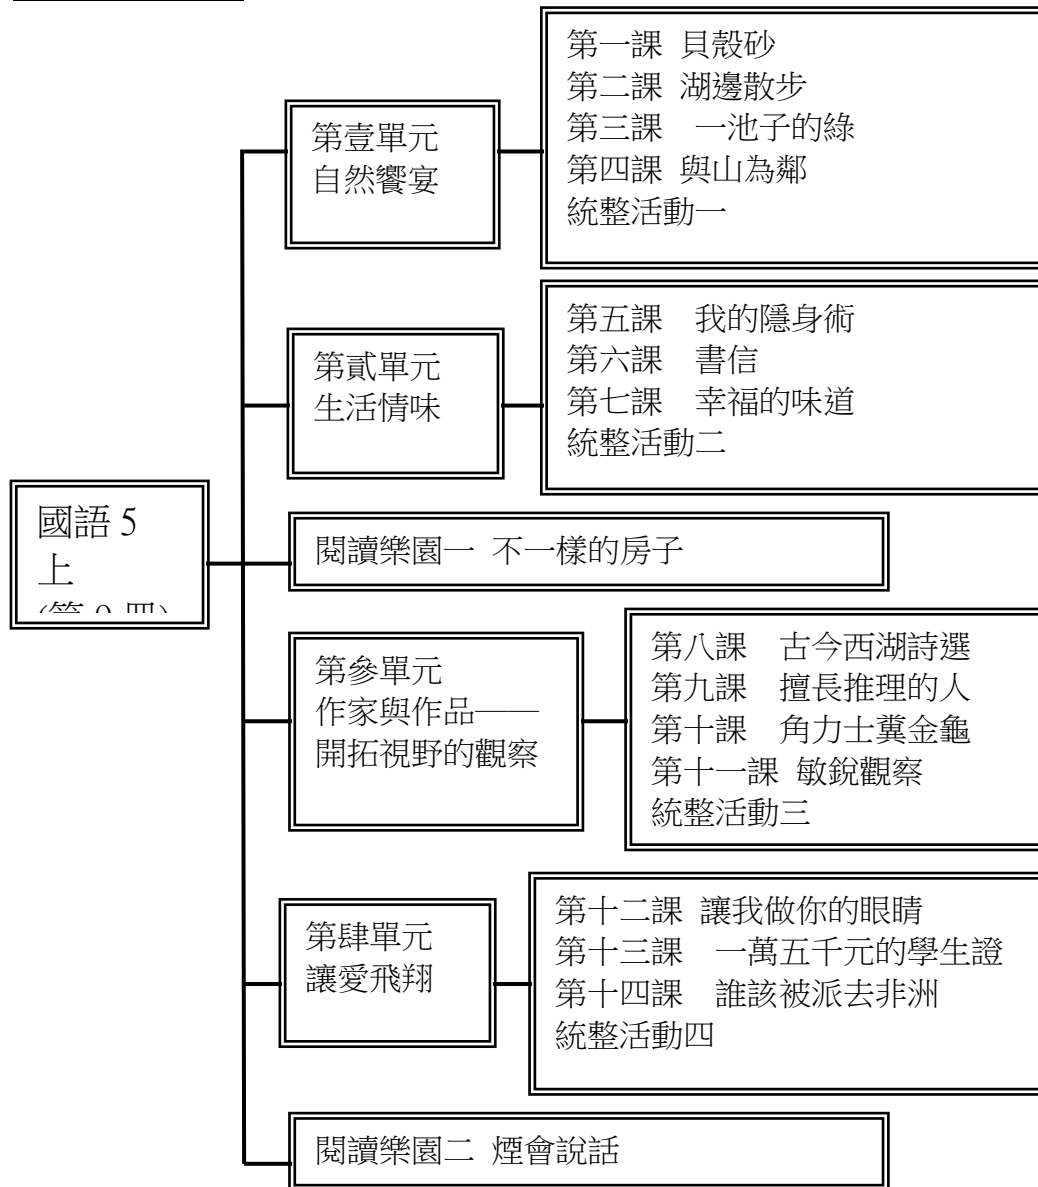 第壹單元
自然饗宴
第一課 貝殼砂
第二課 湖邊散步
第三課　一池子的綠
第四課 與山為鄰
統整活動一
第貳單元
生活情味
第五課　我的隱身術
第六課　書信
第七課　幸福的味道
統整活動二
國語 5
上
閱讀樂園一 不一樣的房子
第參單元
作家與作品——
開拓視野的觀察
第八課　古今西湖詩選
第九課　擅長推理的人
第十課　角力士糞金龜
第十一課 敏銳觀察
統整活動三
第肆單元
讓愛飛翔
第十二課 讓我做你的眼睛
第十三課　一萬五千元的學生證
第十四課　誰該被派去非洲
統整活動四
閱讀樂園二 煙會說話